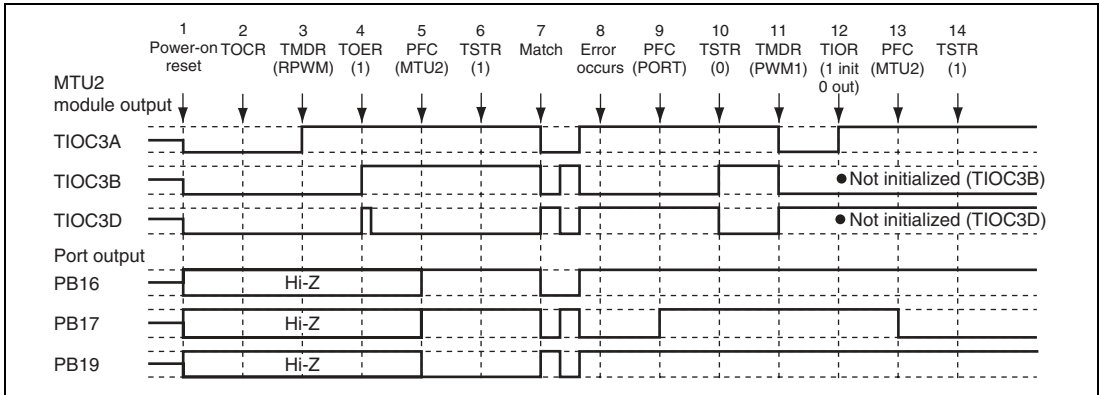 1 2 3 4 5 6 7 8 9 10 11 12 13 14
Power-on TOCR TMDR TOER PFC TSTR Match Error PFC TSTR TMDR TIOR PFC TSTR
reset (RPWM) (1) (MTU2) (1) occurs (PORT) (0) (PWM1) (1 init (MTU2) (1)
0 out)
MTU2
module output
TIOC3A
TIOC3B
● Not initialized (TIOC3B)
TIOC3D
● Not initialized (TIOC3D)
Port output
PB16
Hi-Z
PB17
Hi-Z
PB19
Hi-Z